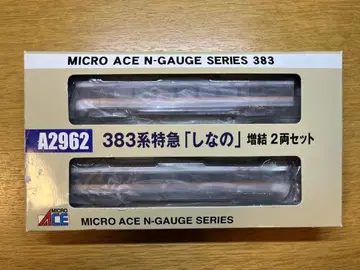 MICRO ACE N-GAUGE SERIES 383
A2962
383系特急「しなの」増結 2両セット
MICRO
ACE
MICRO ACE N-GAUGE SERIES